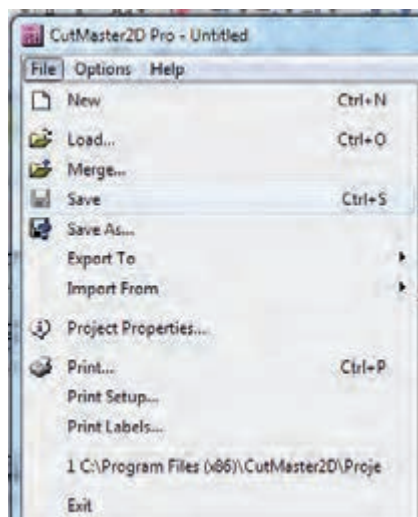 CutMaster2D Pro - Untitled
File Options Help
New Ctrl+N
Load... Ctrl+O
Merge...
Save Ctrl+S
Save As...
Export To
Import From
Project Properties...
Print... Ctrl+P
Print Setup...
Print Labels...
1 C:\Program Files (x86)\CutMaster2D\Proje
Exit